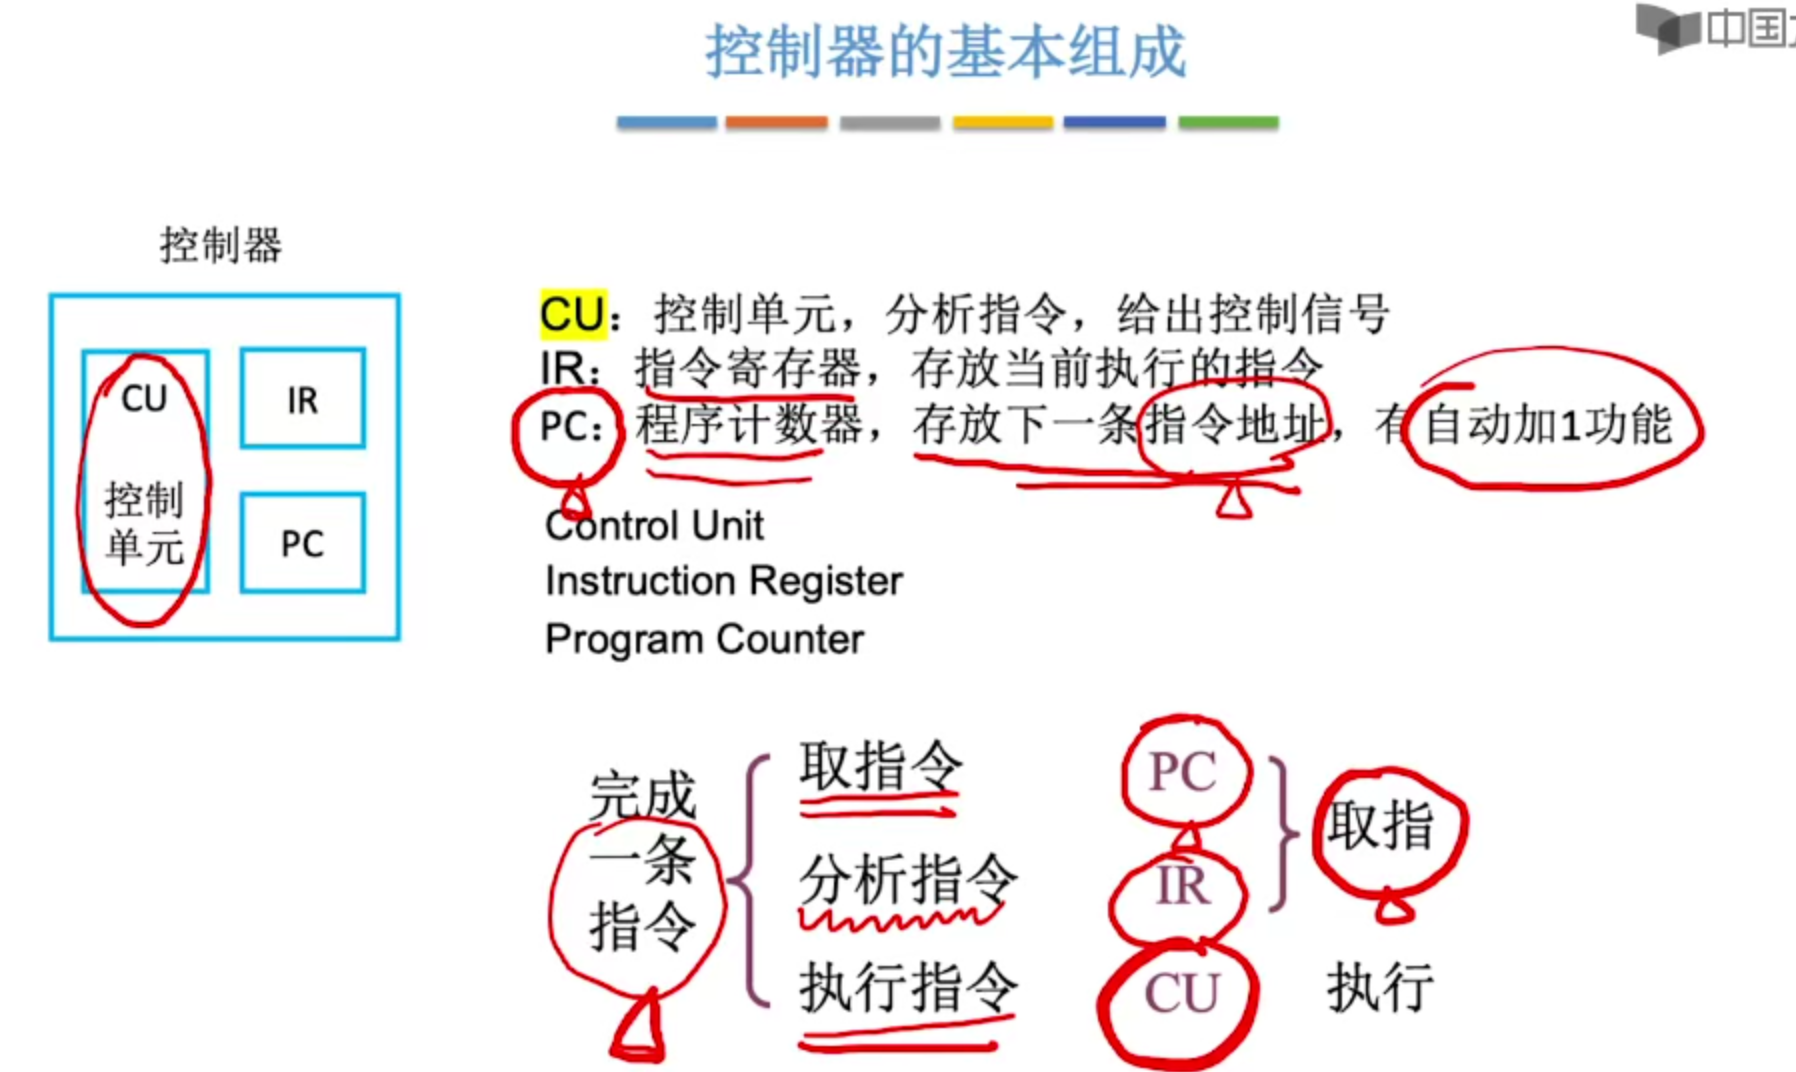 控制器的基本组成
中国
控制器
CU
控制
单元
IR
PC
CU：控制单元，分析指令，给出控制信号
IR：指令寄存器，存放当前执行的指令
PC：程序计数器，存放下一条指令地址，有自动加1功能
Control Unit
Instruction Register
Program Counter
完成
一条
指令
取指令
分析指令
执行指令
PC
IR
CU
取指
执行